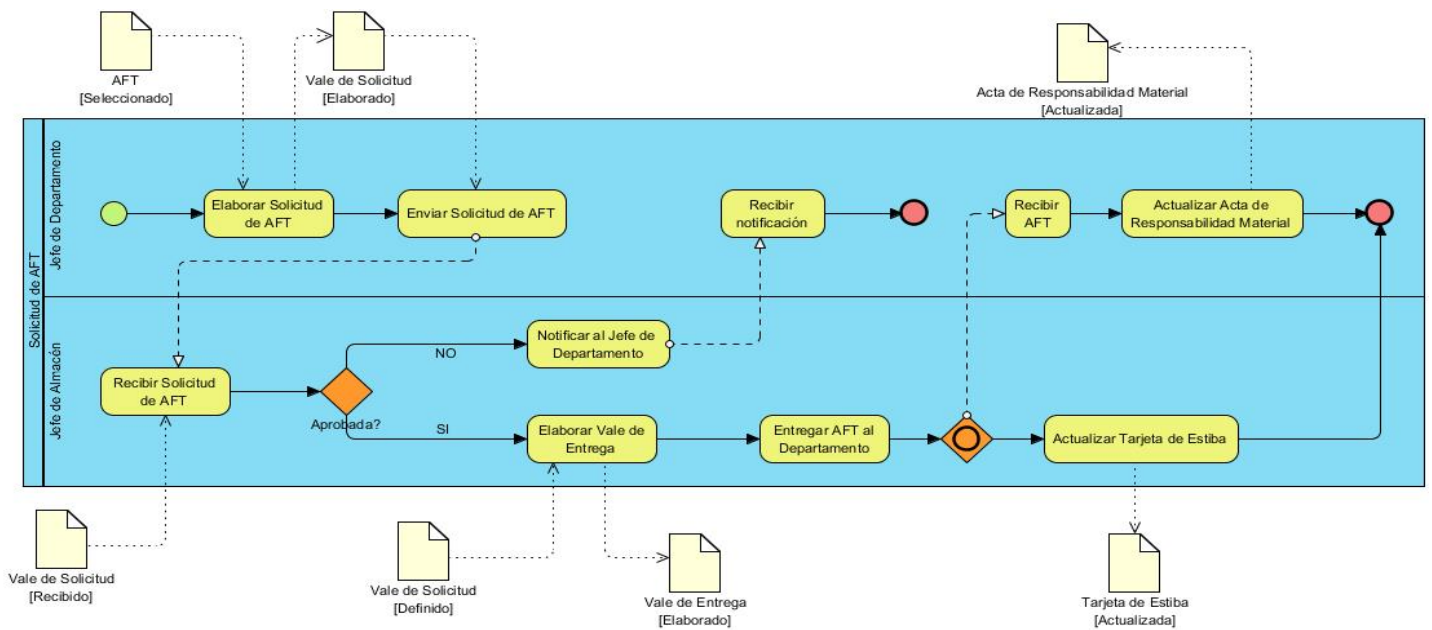 AFT
[Seleccionado]
Vale de Solicitud
[Elaborado]
Acta de Responsabilidad Material
[Actualizada]
Solicitud de AFT
Jefe de Departamento
Elaborar Solicitud
de AFT
Enviar Solicitud de AFT
Recibir
notificación
Recibir
AFT
Actualizar Acta de
Responsabilidad Material
Jefe de Almacén
Recibir Solicitud
de AFT
Aprobada?
NO
Notificar al Jefe de
Departamento
SI
Elaborar Vale de
Entrega
Entregar AFT al
Departamento
Actualizar Tarjeta de Estiba
Vale de Solicitud
[Recibido]
Vale de Solicitud
[Definido]
Vale de Entrega
[Elaborado]
Tarjeta de Estiba
[Actualizada]